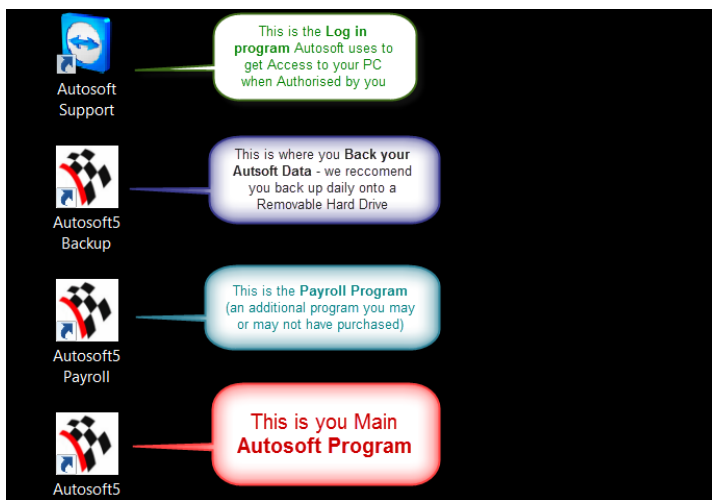 Autosoft
Support
This is the Log in
program Autosoft uses to
get Access to your PC
when Authorised by you
Autosoft5
Backup
This is where you Back your
Autsoft Data - we reccomend
you back up daily onto a
Removable Hard Drive
Autosoft5
Payroll
This is the Payroll Program
(an additional program you may
or may not have purchased)
Autosoft5
This is you Main
Autosoft Program